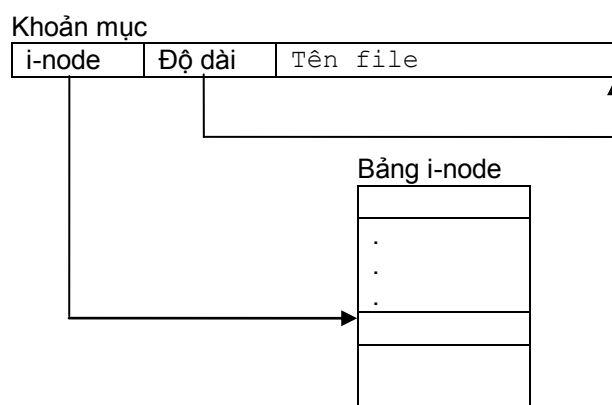 Khoản mục
i-node Độ dài Tên file
Bảng i-node
.
.
.